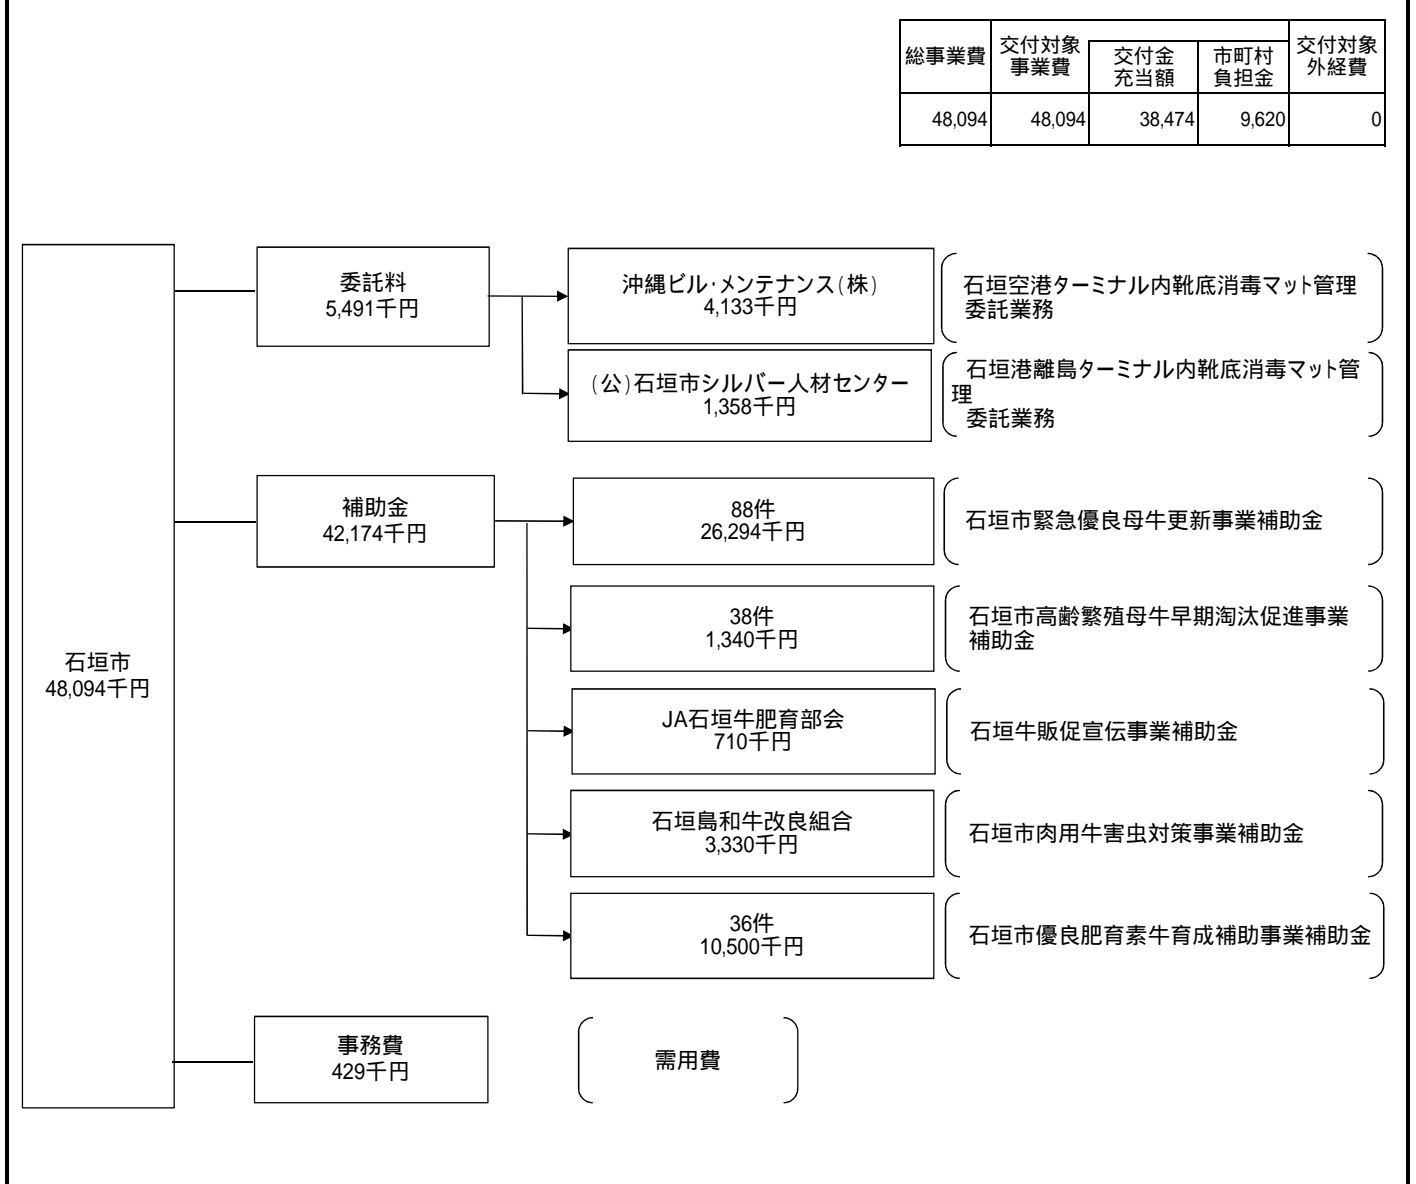 総事業費
交付対象
事業費
交付金
充当額
市町村
負担金
交付対象
外経費
48,094
48,094
38,474
9,620
0
石垣市
48,094千円
委託料
5,491千円
沖縄ビル・メンテナンス(株)
4,133千円
石垣空港ターミナル内靴底消毒マット管理
委託業務
(公)石垣市シルバー人材センター
1,358千円
石垣港離島ターミナル内靴底消毒マット管
理
委託業務
補助金
42,174千円
88件
26,294千円
石垣市緊急優良母牛更新事業補助金
38件
1,340千円
石垣市高齢繁殖母牛早期淘汰促進事業
補助金
JA石垣牛肥育部会
710千円
石垣牛販促宣伝事業補助金
石垣島和牛改良組合
3,330千円
石垣市肉用牛害虫対策事業補助金
36件
10,500千円
石垣市優良肥育素牛育成補助事業補助金
事務費
429千円
需用費